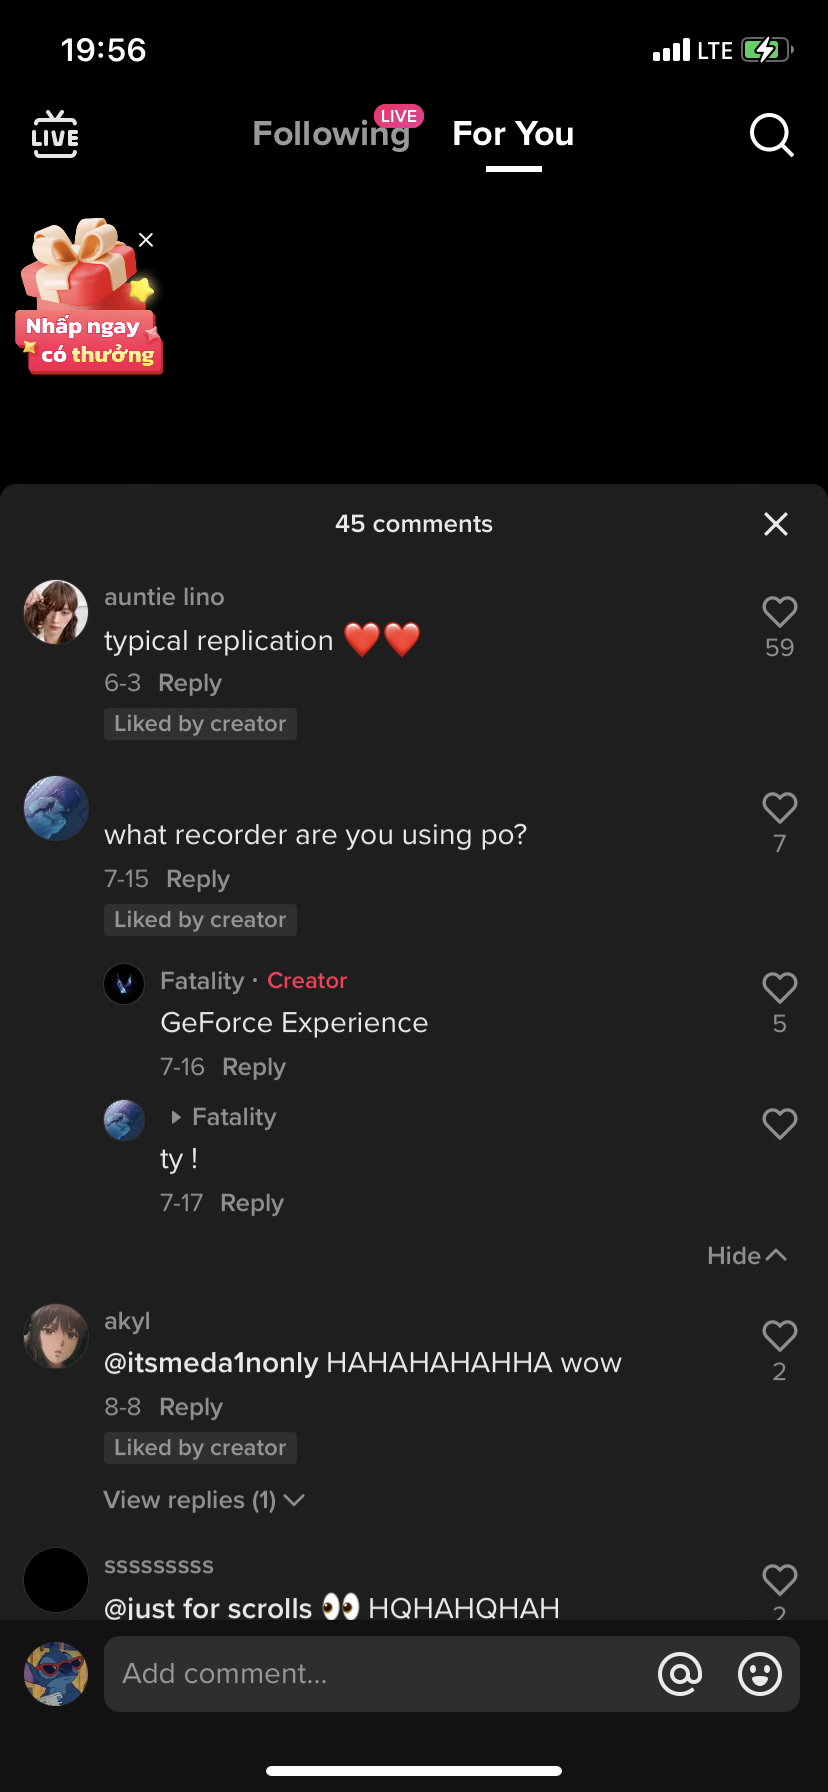 19:56
LTE
LIVE
Following
LIVE
For You
Nhấp ngay
có thưởng
45 comments
auntie lino
typical replication ❤️❤️
59
6-3 Reply
Liked by creator
what recorder are you using po?
7
7-15 Reply
Liked by creator
Fatality · Creator
GeForce Experience
5
7-16 Reply
Fatality
ty !
7-17 Reply
Hide
akyl
@itsmeda1nonly HAHAHAHAHHA wow
2
8-8 Reply
Liked by creator
View replies (1)
sssssssss
@just for scrolls 👀 HQHAHQHAH
2
Add comment...